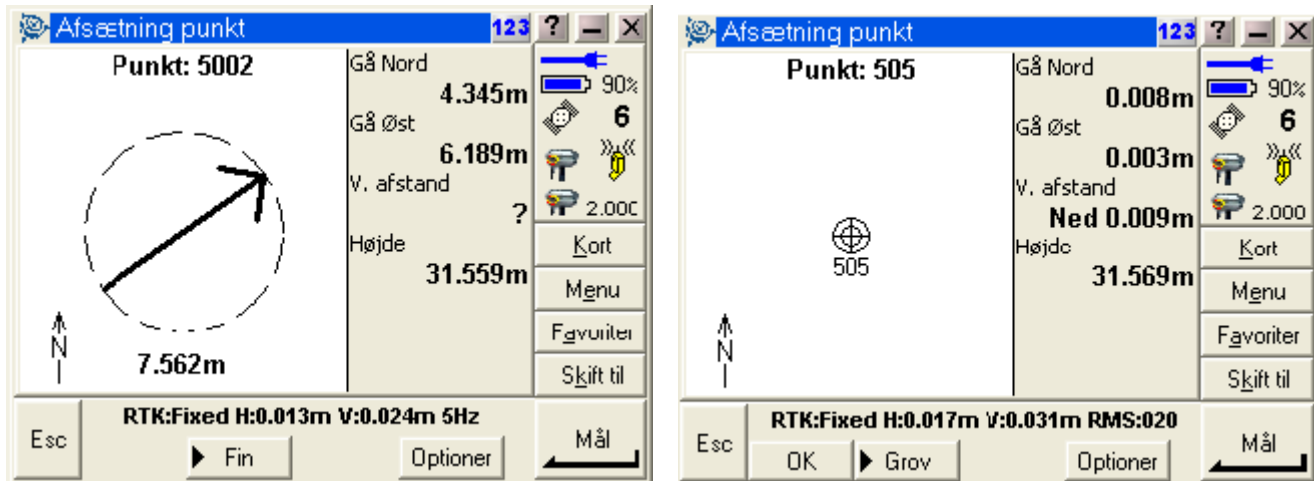 Afsætning punkt 123 ?
Punkt: 5002
Gå Nord
4.345m
Gå Øst
6.189m
V. afstand
?
Højde
31.559m
N
7.562m
90%
6
2.000
Kort
Menu
Favoriter
Skift til
Esc
RTK:Fixed H:0.013m V:0.024m 5Hz
Fin
Optioner
Mål
Afsætning punkt 123 ?
Punkt: 505
Gå Nord
0.008m
Gå Øst
0.003m
V. afstand
Ned 0.009m
Højde
31.569m
505
N
90%
6
2.000
Kort
Menu
Favoriter
Skift til
Esc
RTK:Fixed H:0.017m V:0.031m RMS:020
OK
Grov
Optioner
Mål